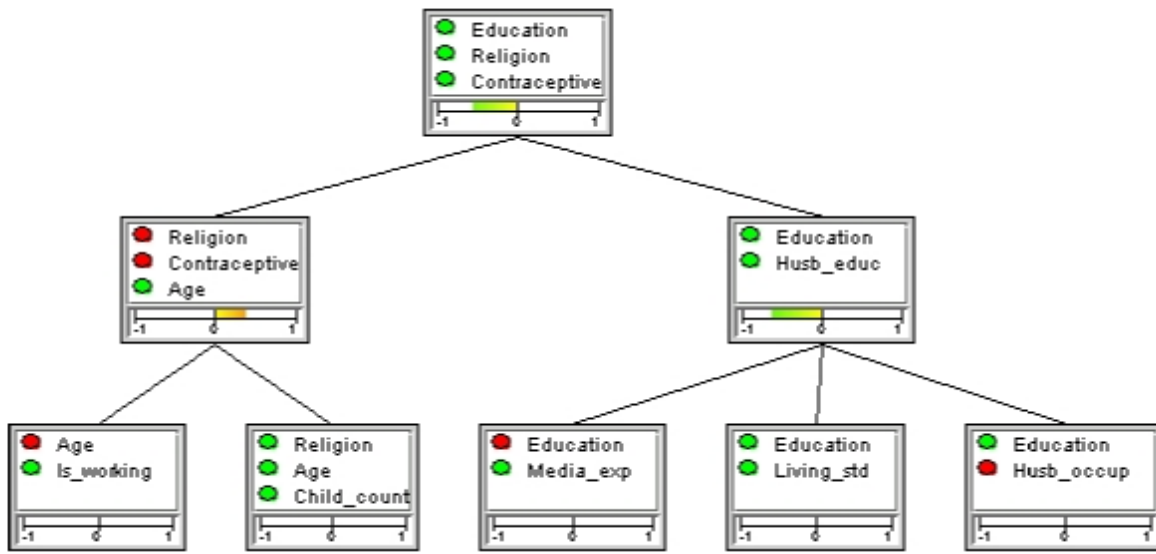 Education
Religion
Contraceptive
-1 0 1
Religion
Contraceptive
Age
-1 0 1
Education
Husb_educ
-1 0 1
Age
Is_working
-1 0 1
Religion
Age
Child_count
-1 0 1
Education
Media_exp
-1 0 1
Education
Living_std
-1 0 1
Education
Husb_occup
-1 0 1